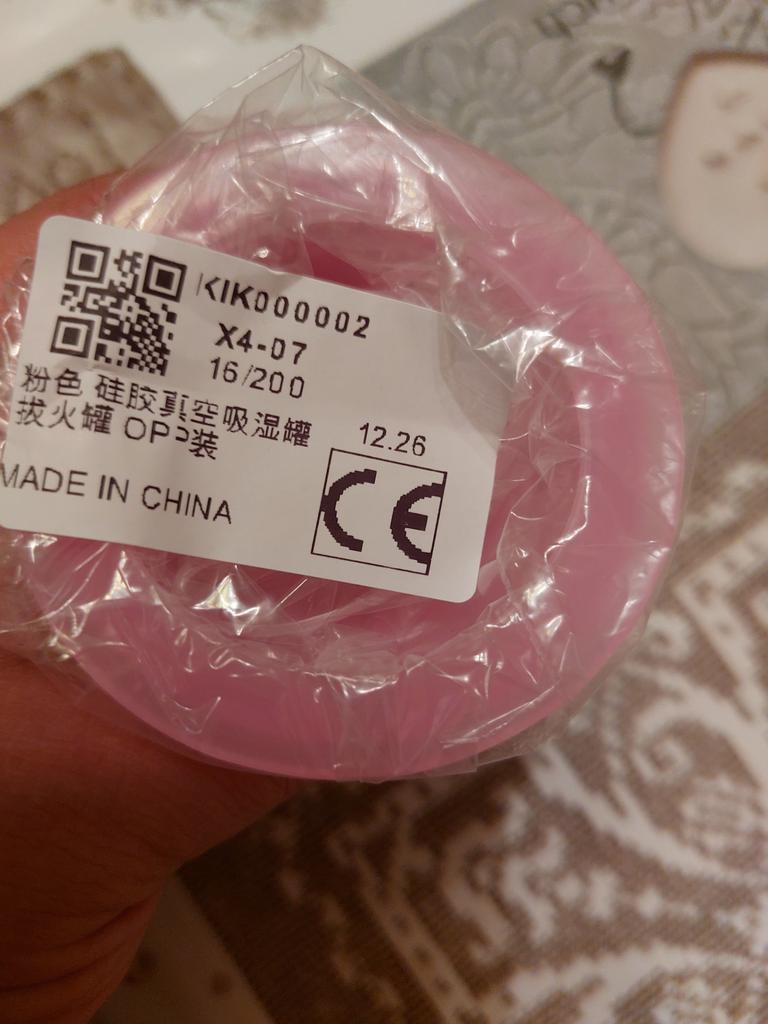 KIK000002
X4-07
16/200
粉色 硅胶真空吸湿罐
拔火罐 OPP装
12.26
MADE IN CHINA
CE